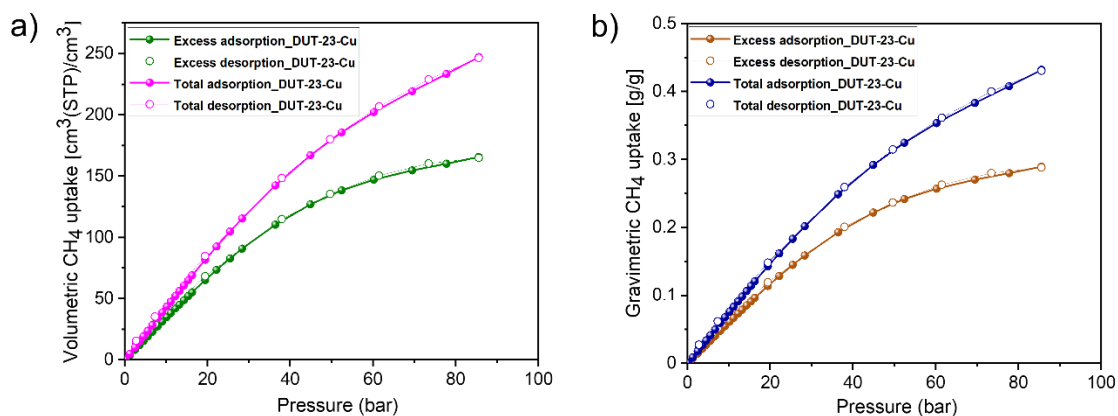 a)
Volumetric CH₄ uptake [cm³(STP)/cm³]
250
200
150
100
50
0
Excess adsorption_DUT-23-Cu
Excess desorption_DUT-23-Cu
Total adsorption_DUT-23-Cu
Total desorption_DUT-23-Cu
0 20 40 60 80 100
Pressure (bar)
b)
Gravimetric CH₄ uptake [g/g]
0.5
0.4
0.3
0.2
0.1
0
Excess adsorption_DUT-23-Cu
Excess desorption_DUT-23-Cu
Total adsorption_DUT-23-Cu
Total desorption_DUT-23-Cu
0 20 40 60 80 100
Pressure (bar)